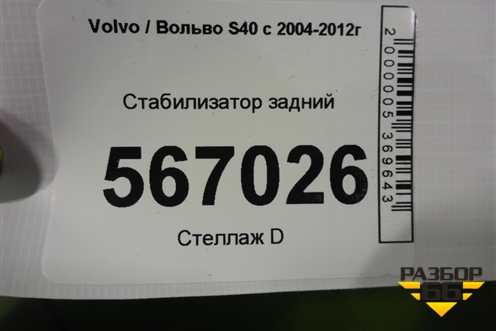 Volvo / Вольво S40 с 2004-2012г
Стабилизатор задний
567026
Стеллаж D
2000005369643
РАЗБОР
66